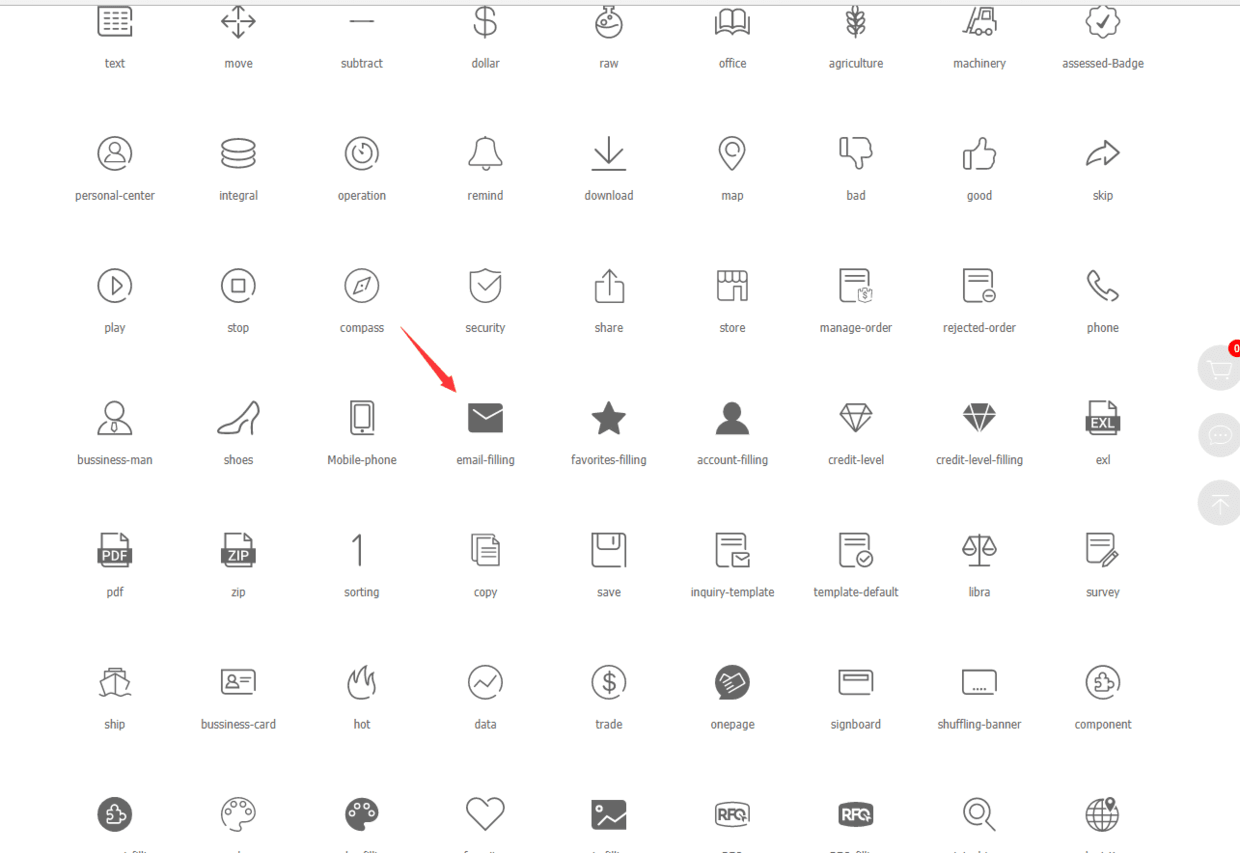 text move subtract dollar raw office agriculture machinery assessed-Badge
personal-center integral operation remind download map bad good skip
play stop compass security share store manage-order rejected-order phone
0
EXL
bussiness-man shoes Mobile-phone email-filling favorites-filling account-filling credit-level credit-level-filling exl
PDF ZIP 1
pdf zip sorting copy save inquiry-template template-default libra survey
ship bussiness-card hot data trade onepage signboard shuffling-banner component
RFQ RFQ